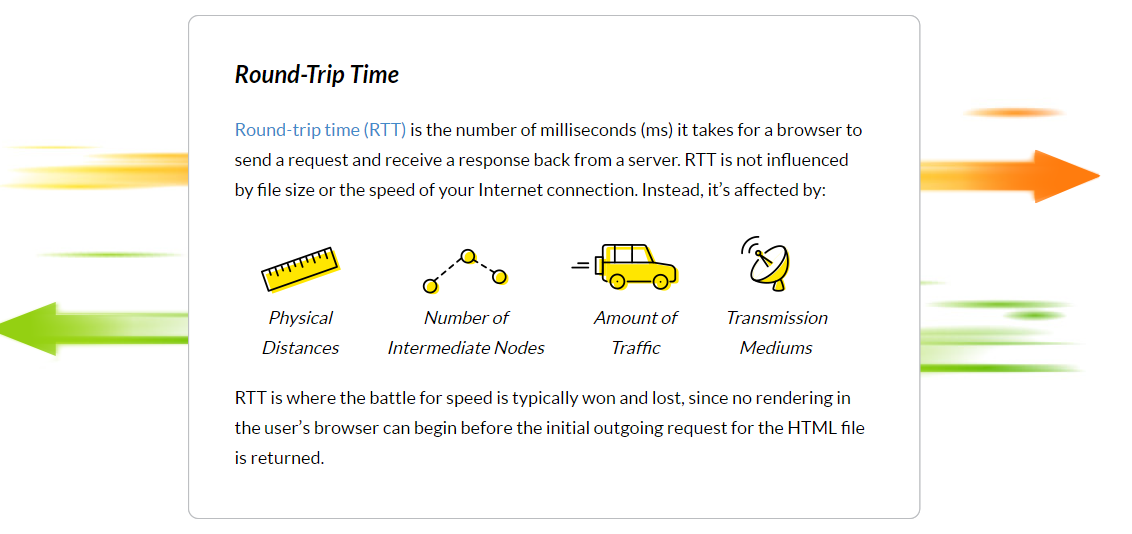 Round-Trip Time
Round-trip time (RTT) is the number of milliseconds (ms) it takes for a browser to
send a request and receive a response back from a server. RTT is not influenced
by file size or the speed of your Internet connection. Instead, it’s affected by:
Physical
Distances
Number of
Intermediate Nodes
Amount of
Traffic
Transmission
Mediums
RTT is where the battle for speed is typically won and lost, since no rendering in
the user’s browser can begin before the initial outgoing request for the HTML file
is returned.